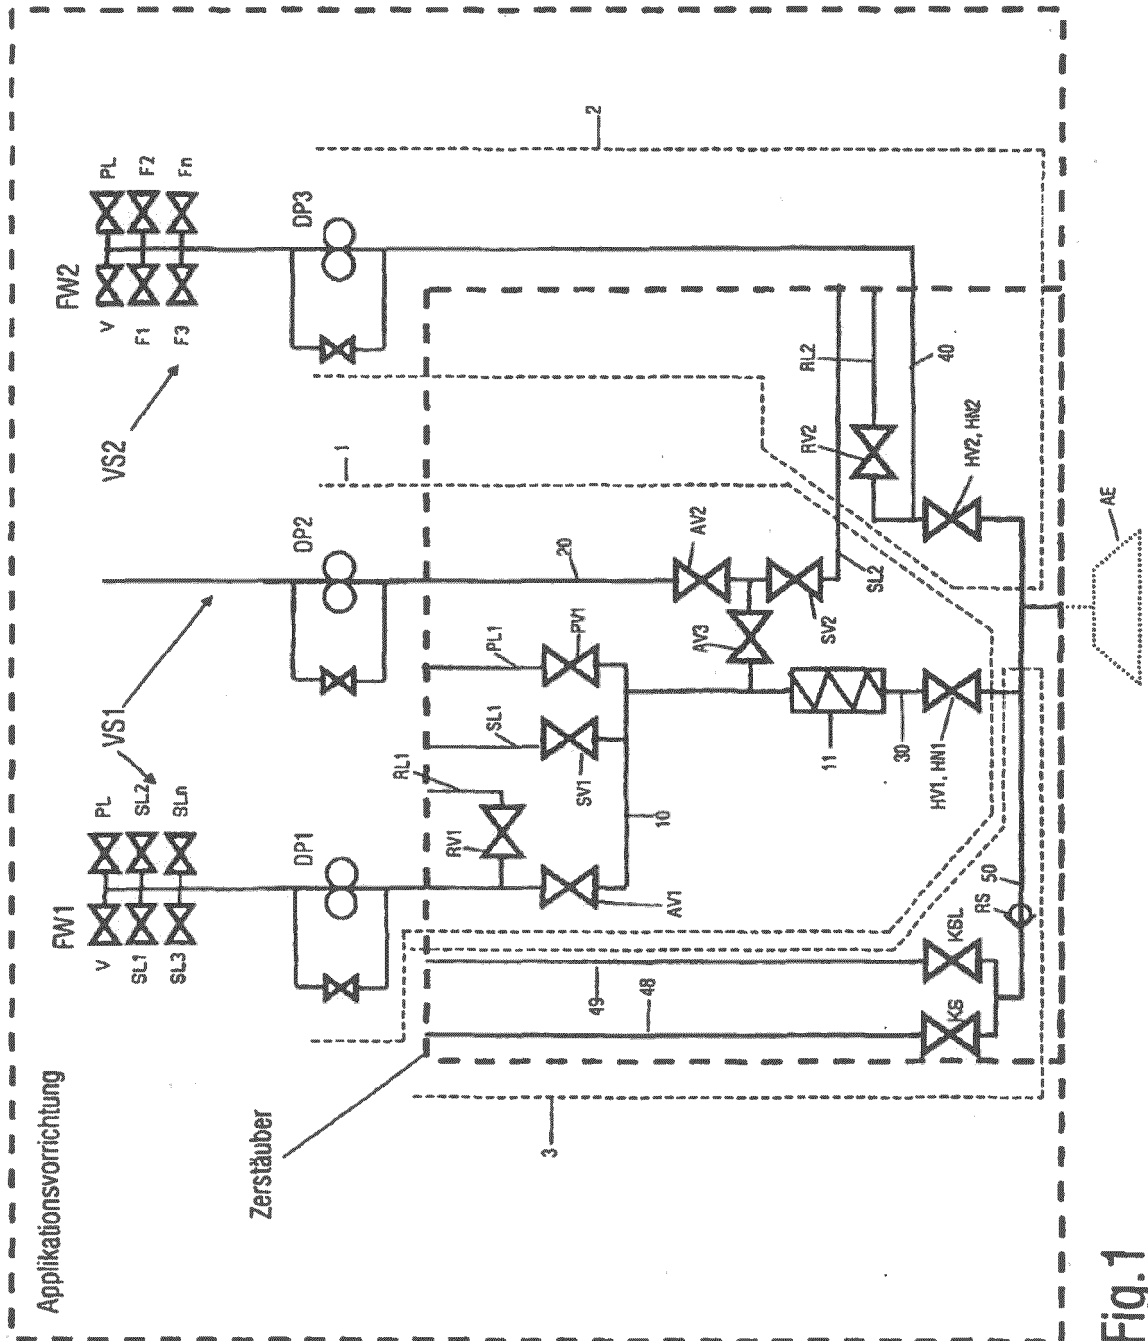 Applikationsvorrichtung
Zerstäuber
FW1
V
PL
SL1
SL2
SL3
SLn
VS1
DP1
DP2
VS2
FW2
V
PL
F1
F2
F3
Fn
DP3
1
2
3
RL1
RV1
AV1
SL1
SV1
PL1
PV1
10
20
AV2
AV3
SV2
SL2
11
30
HV1, HN1
RL2
RV2
40
HV2, HN2
49
48
KS
KSL
RS
50
AE
Fig.1